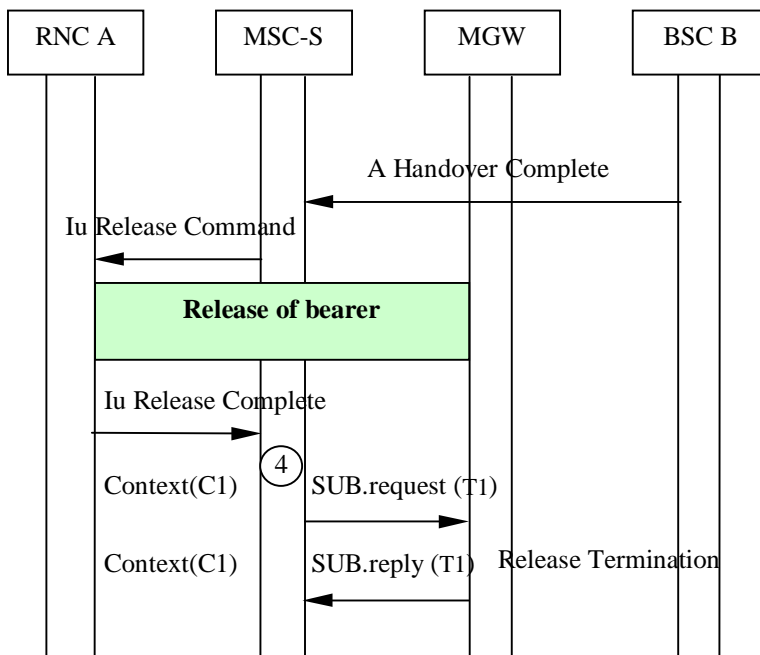 RNC A
MSC-S
MGW
BSC B
A Handover Complete
Iu Release Command
Release of bearer
Iu Release Complete
4
Context(C1)
SUB.request (T1)
Context(C1)
SUB.reply (T1)
Release Termination